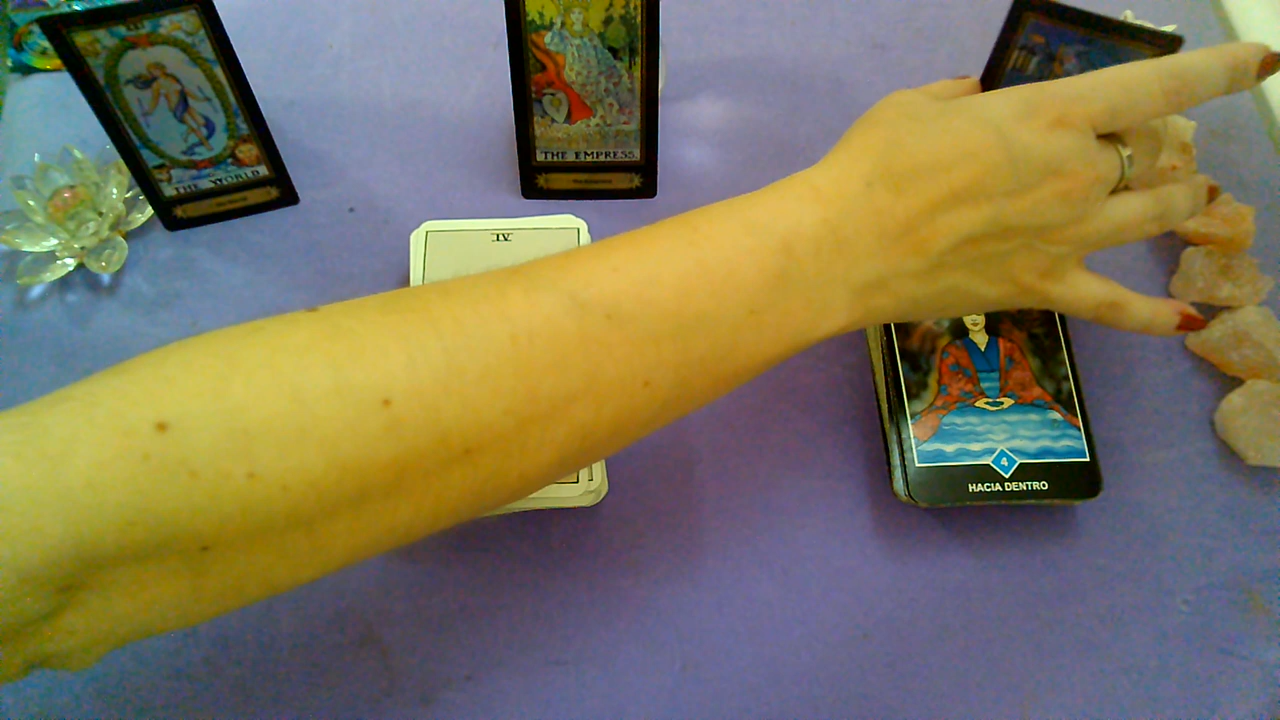 THE WORLD
THE EMPRESS.
IV
4
HACIA DENTRO